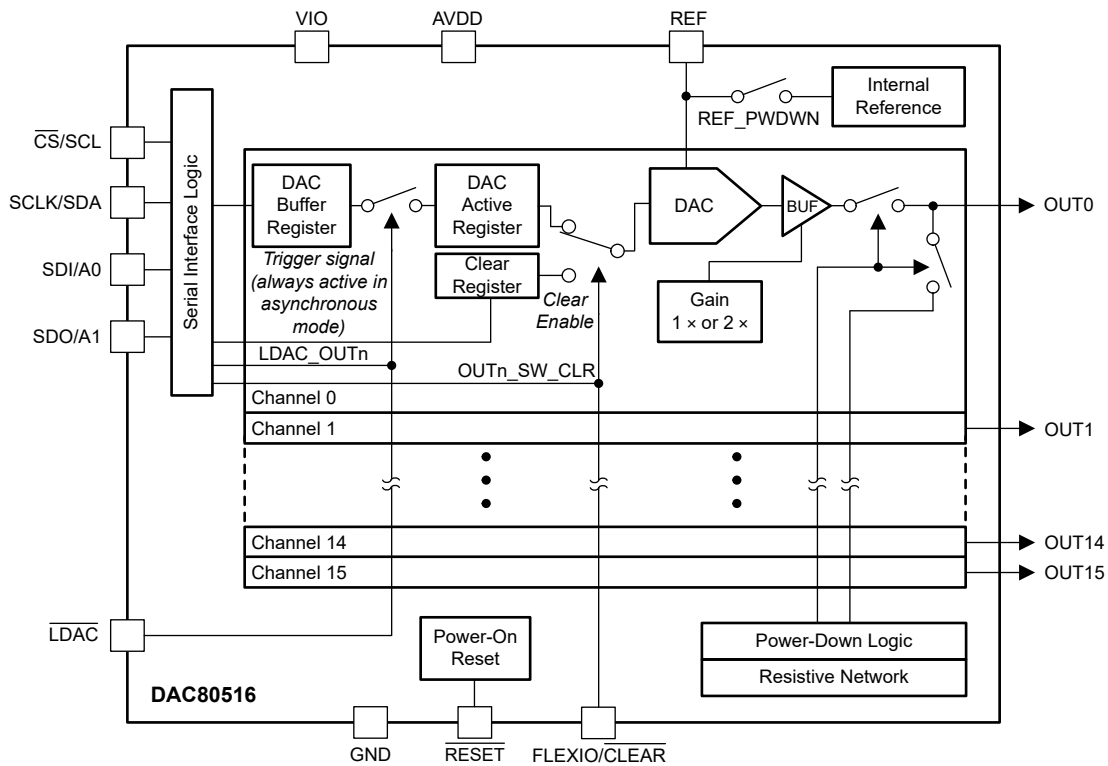 VIO
AVDD
REF
Internal
Reference
REF_PWDWN
CS/SCL
SCLK/SDA
SDI/A0
SDO/A1
Serial Interface Logic
DAC
Buffer
Register
DAC
Active
Register
DAC
BUF
OUT0
Trigger signal
(always active in
asynchronous
mode)
Clear
Register
Clear
Enable
Gain
1 × or 2 ×
LDAC_OUTn
OUTn_SW_CLR
Channel 0
Channel 1
OUT1
Channel 14
OUT14
Channel 15
OUT15
LDAC
Power-On
Reset
Power-Down Logic
Resistive Network
DAC80516
GND
RESET
FLEXIO/CLEAR